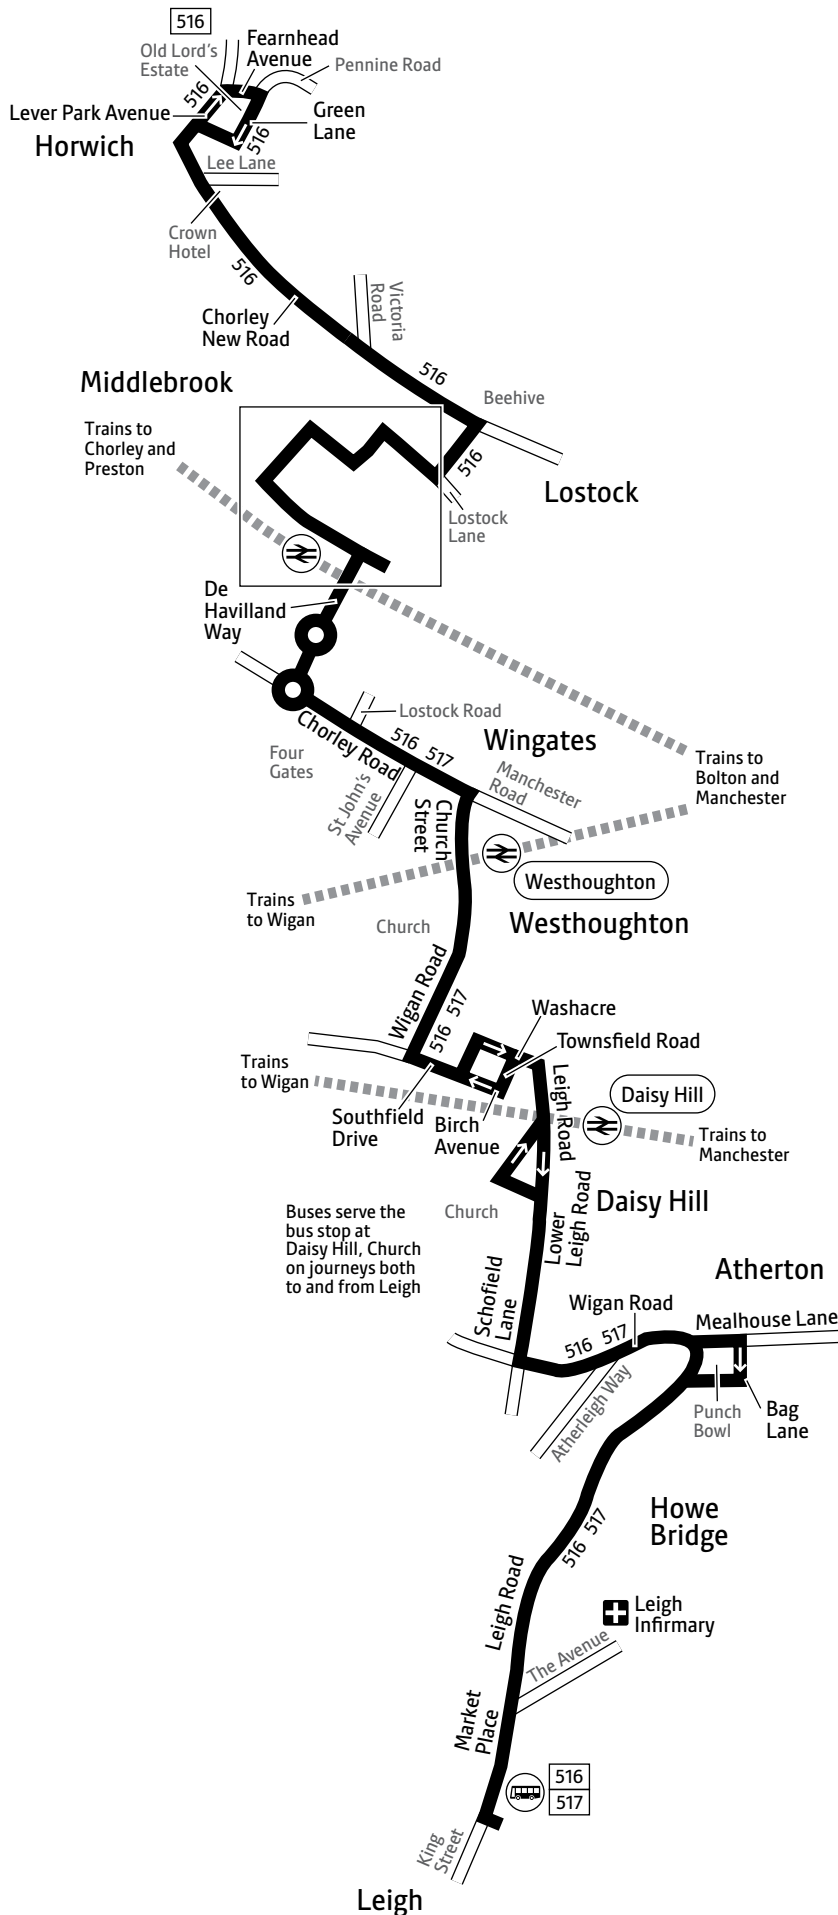 516
Old Lord's
Estate
Fearnhead
Avenue
Pennine Road
516
Lever Park Avenue
Green
Lane
516
Horwich
Lee Lane
Crown
Hotel
516
Victoria
Road
Chorley
New Road
516
Middlebrook
Beehive
Trains to
Chorley and
Preston
516
Lostock
Lostock
Lane
De
Havilland
Way
Lostock Road
Chorley Road
516 517
Wingates
Four
Gates
St John's
Avenue
Manchester
Road
Trains to
Bolton and
Manchester
Church
Street
Westhoughton
Trains
to Wigan
Church
Westhoughton
Wigan Road
516 517
Washacre
Townsfield Road
Trains
to Wigan
Leigh Road
Daisy Hill
Southfield
Drive
Birch
Avenue
Trains to
Manchester
Daisy Hill
Buses serve the
bus stop at
Daisy Hill, Church
on journeys both
to and from Leigh
Church
Lower
Leigh Road
Schofield
Lane
Atherton
Wigan Road
Mealhouse Lane
516 517
Atherleigh Way
Punch
Bowl
Bag
Lane
Howe
Bridge
516 517
Leigh Road
Leigh
Infirmary
The Avenue
Market
Place
516
517
King
Street
Leigh